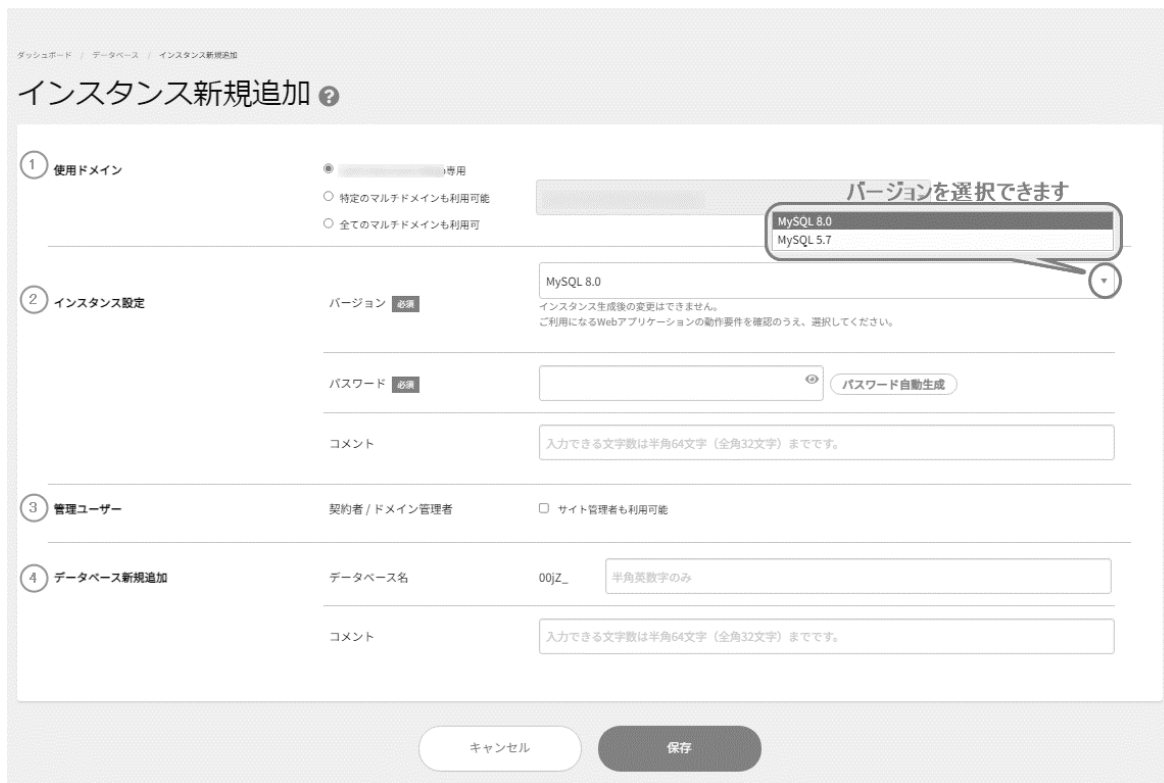 ダッシュボード / データベース / インスタンス新規追加
インスタンス新規追加 ?
1 使用ドメイン
専用
特定のマルチドメインも利用可能
全てのマルチドメインも利用可
バージョンを選択できます
MySQL 8.0
MySQL 5.7
2 インスタンス設定
バージョン 必須
MySQL 8.0
インスタンス生成後の変更はできません。
ご利用になるWebアプリケーションの動作要件を確認のうえ、選択してください。
パスワード 必須
パスワード自動生成
コメント
入力できる文字数は半角64文字（全角32文字）までです。
3 管理ユーザー
契約者 / ドメイン管理者
サイト管理者も利用可能
4 データベース新規追加
データベース名
00jZ_
半角英数字のみ
コメント
入力できる文字数は半角64文字（全角32文字）までです。
キャンセル
保存